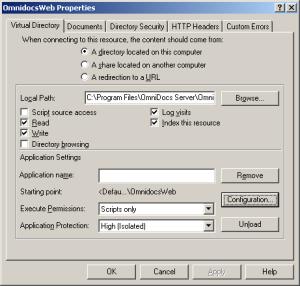 OmnidocsWeb Properties
Virtual Directory
Documents
Directory Security
HTTP Headers
Custom Errors
When connecting to this resource, the content should come from:
A directory located on this computer
A share located on another computer
A redirection to a URL
Local Path:
C:\Program Files\OmniDocs Server\Omni
Browse...
Script source access
Log visits
Read
Index this resource
Write
Directory browsing
Application Settings
Application name:
Remove
Starting point:
<Defau...\OmnidocsWeb
Configuration...
Execute Permissions:
Scripts only
Application Protection:
High (Isolated)
Unload
OK
Cancel
Apply
Help